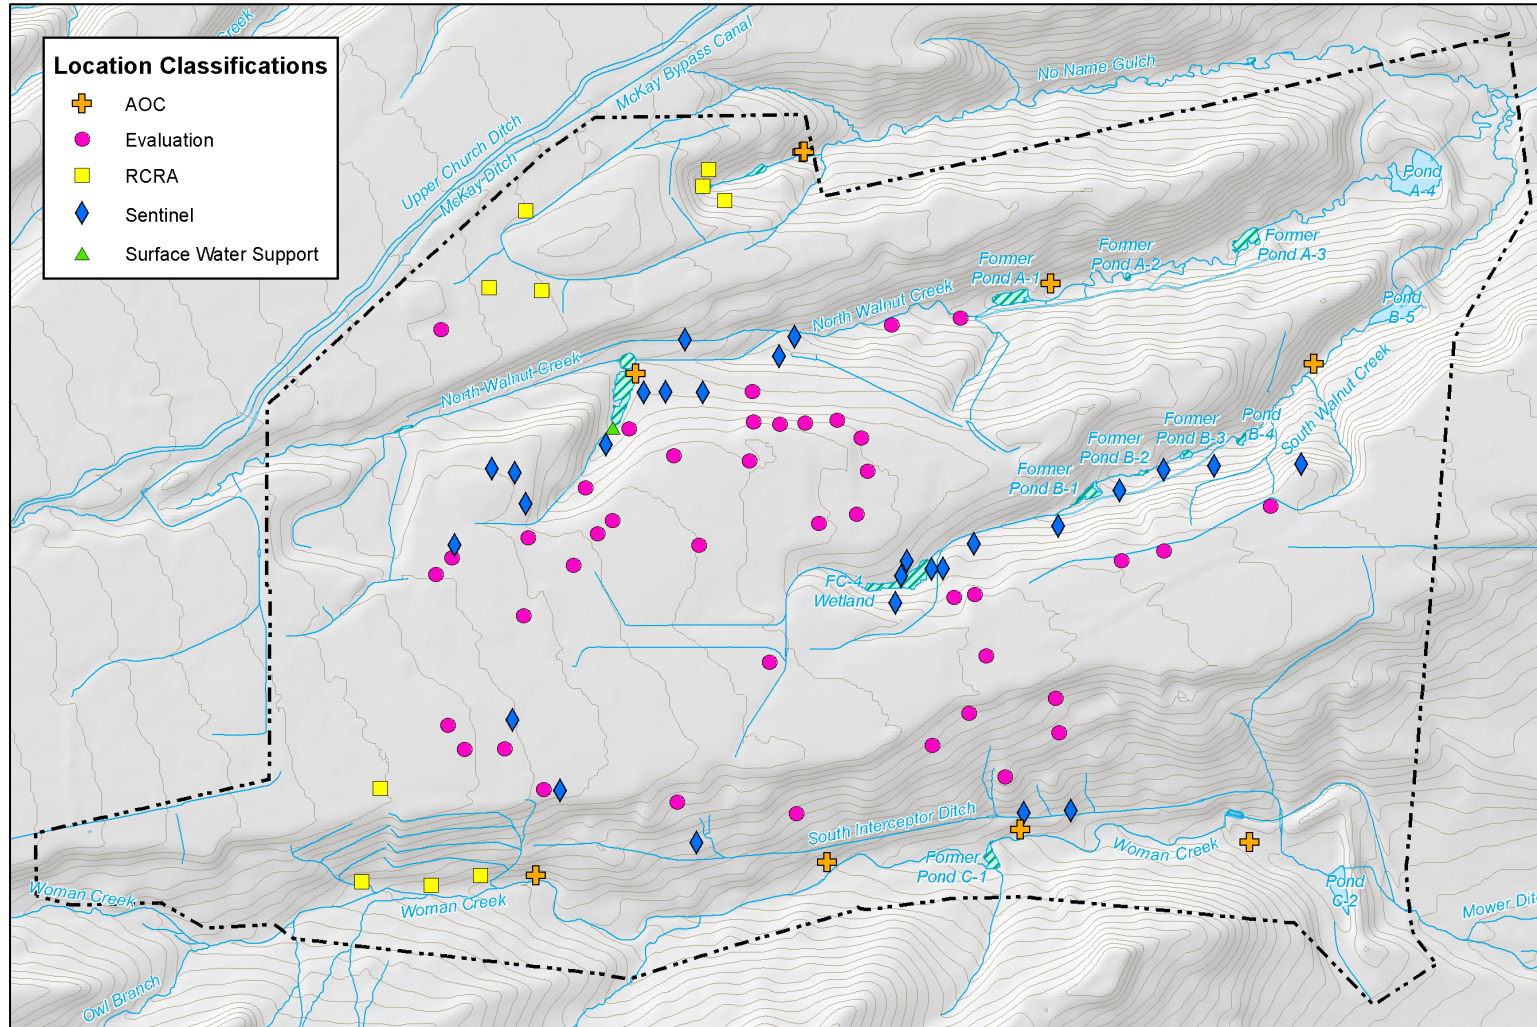 Location Classifications
AOC
Evaluation
RCRA
Sentinel
Surface Water Support
Creek
McKay Bypass Canal
Upper Church Ditch
McKay Ditch
No Name Gulch
Pond
A-4
Former
Pond A-3
Former
Pond A-2
Former
Pond A-1
Pond
B-5
North Walnut Creek
North Walnut Creek
South Walnut Creek
Pond
B-4
Former
Pond B-3
Former
Pond B-2
Former
Pond B-1
FC-4
Wetland
South Interceptor Ditch
Former
Pond C-1
Woman Creek
Pond
C-2
Mower Ditc
Woman Creek
Woman Creek
Owl Branch